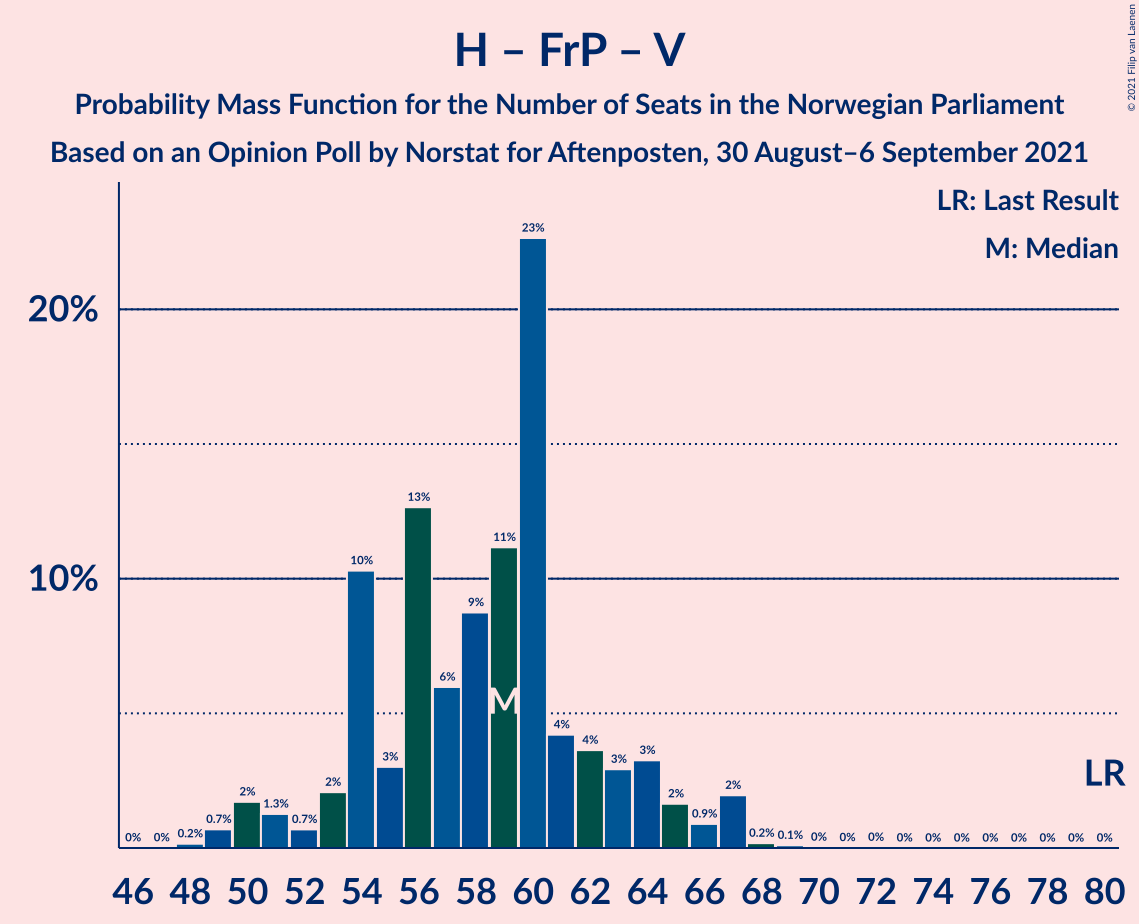 H – FrP – V
Probability Mass Function for the Number of Seats in the Norwegian Parliament
Based on an Opinion Poll by Norstat for Aftenposten, 30 August–6 September 2021
© 2021 Filip van Laenen
LR: Last Result
M: Median
20%
10%
0% 0% 0.2% 0.7% 2% 1.3% 0.7% 2% 10% 3% 13% 6% 9% 11% 23% 4% 4% 3% 3% 2% 0.9% 2% 0.2% 0.1% 0% 0% 0% 0% 0% 0% 0% 0% 0% 0% 0%
M
LR
46 48 50 52 54 56 58 60 62 64 66 68 70 72 74 76 78 80